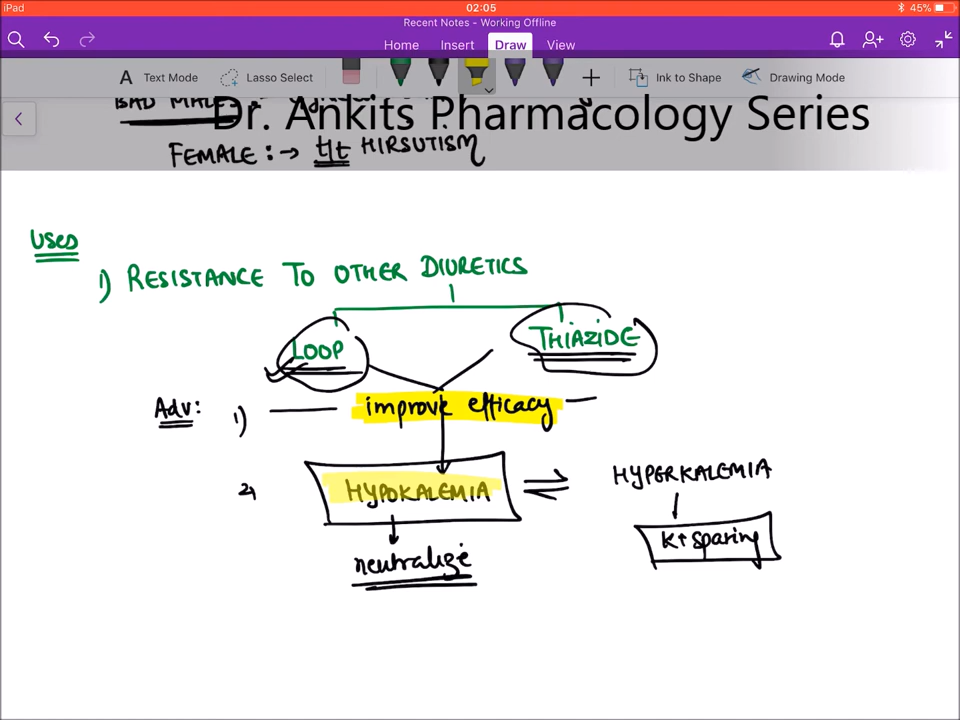 iPad 02:05 45%
Recent Notes - Working Offline
Home Insert Draw View
A Text Mode Lasso Select Ink to Shape Drawing Mode
BAD MALE
Dr. Ankits Pharmacology Series
FEMALE :→ t/t HIRSUTISM
Uses
1) RESISTANCE TO OTHER DIURETICS
LOOP THIAZIDE
Adv: 1) improve efficacy
2) HYPOKALEMIA ⇌ HYPERKALEMIA
neutralize K+ sparing